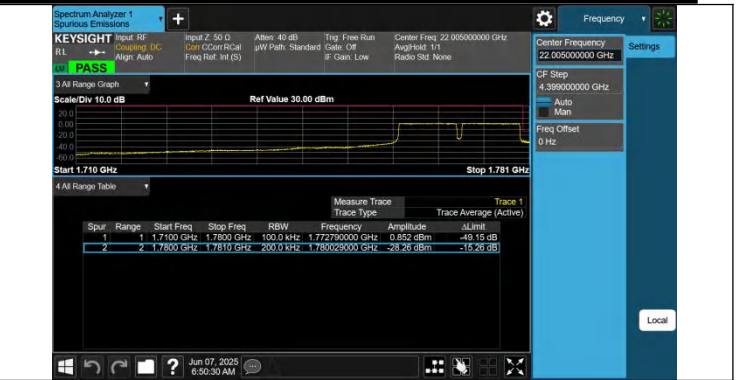 Spectrum Analyzer 1
Spurious Emissions
Frequency
KEYSIGHT
RL
PASS
Input: RF
Coupling: DC
Align: Auto
Input Z: 50 Ω
Corr CCorr RCal
Freq Ref: Int (S)
Atten: 40 dB
µW Path: Standard
Trig: Free Run
Gate: Off
IF Gain: Low
Center Freq: 22.005000000 GHz
Avg|Hold: 1/1
Radio Std: None
Center Frequency
22.005000000 GHz
Settings
CF Step
4.399000000 GHz
Auto
Man
Freq Offset
0 Hz
3 All Range Graph
Scale/Div 10.0 dB
Ref Value 30.00 dBm
20.0
0.00
-20.0
-40.0
-60.0
Start 1.710 GHz
Stop 1.781 GHz
4 All Range Table
Measure Trace Trace 1
Trace Type Trace Average (Active)
Spur Range Start Freq Stop Freq RBW Frequency Amplitude ΔLimit
1 1 1.7100 GHz 1.7800 GHz 100.0 kHz 1.772790000 GHz 0.852 dBm -49.15 dB
2 2 1.7800 GHz 1.7810 GHz 200.0 kHz 1.780029000 GHz -28.26 dBm -15.26 dB
Local
Jun 07, 2025
6:50:30 AM